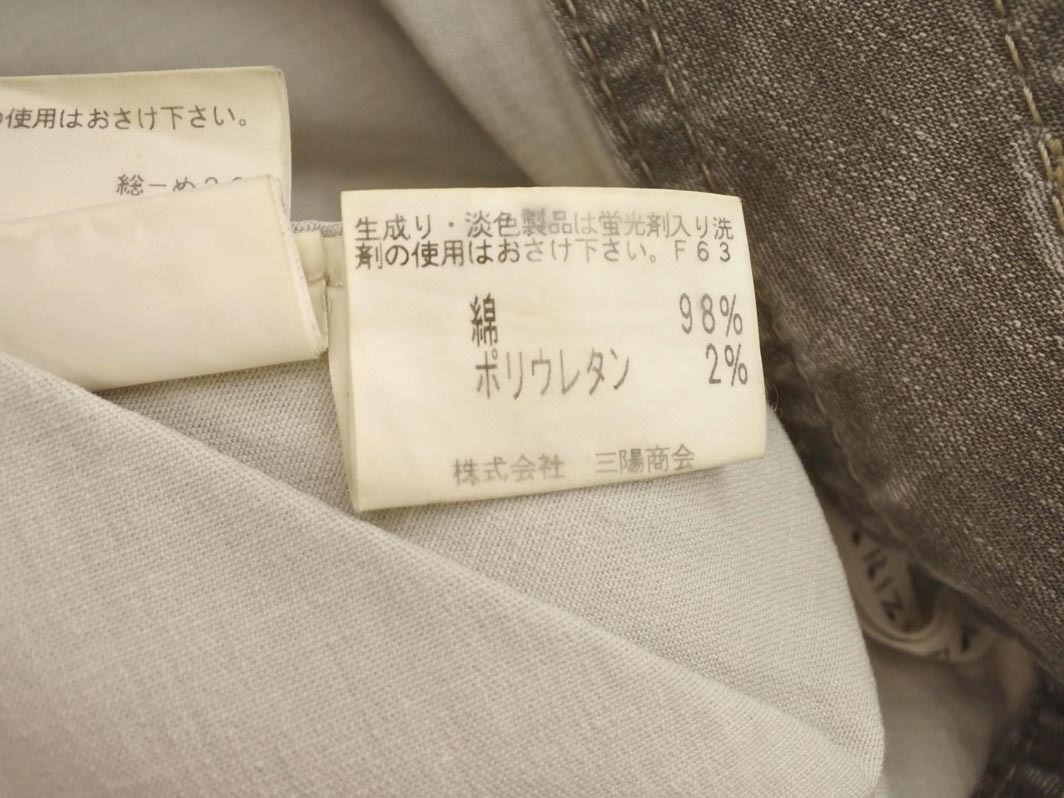 の使用はおさけ下さい。
生成り・淡色製品は蛍光剤入り洗
剤の使用はおさけ下さい。F63
綿 98%
ポリウレタン 2%
株式会社 三陽商会